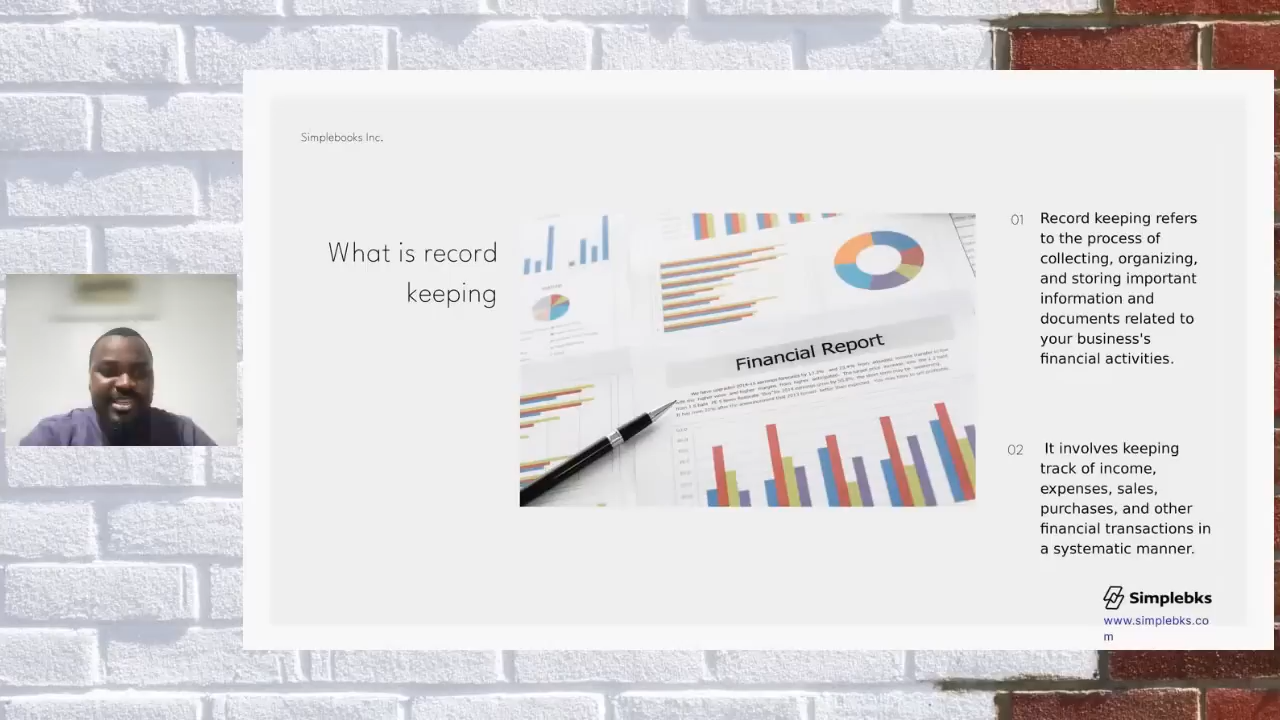 Simplebooks Inc.
What is record
keeping
Financial Report
01
Record keeping refers
to the process of
collecting, organizing,
and storing important
information and
documents related to
your business's
financial activities.
02
It involves keeping
track of income,
expenses, sales,
purchases, and other
financial transactions in
a systematic manner.
Simplebks
www.simplebks.co
m